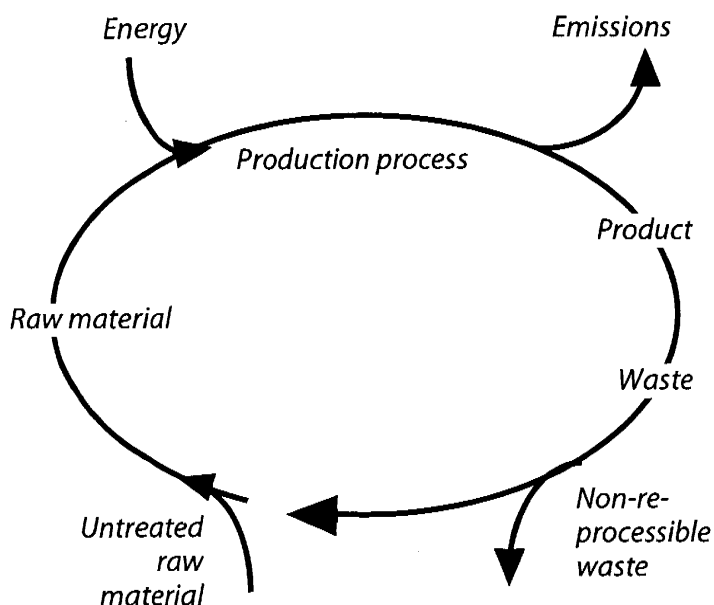 Energy
Emissions
Production process
Product
Raw material
Waste
Non-re-
processible
waste
Untreated
raw
material